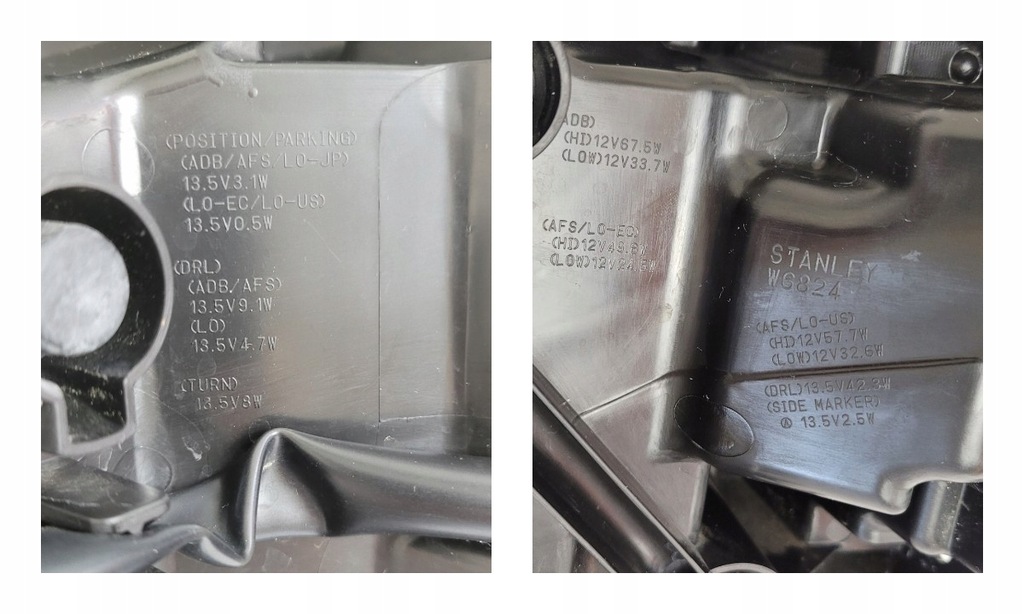 (POSITION/PARKING)
(ADB/AFS/LO-JP)
13.5V3.1W
(LO-EC/LO-US)
13.5V0.5W
(DRL)
(ADB/AFS)
13.5V9.1W
(LO)
13.5V4.7W
(TURN)
13.5V8W
ADB)
(HI)12V67.5W
(LOW)12V33.7W
(AFS/LO-EC)
STANLEY
W6824
(AFS/LO-US)
(HI)12V57.7W
(LOW)12V32.6W
(DRL)13.5V42.3W
(SIDE MARKER)
Ⓐ 13.5V2.5W